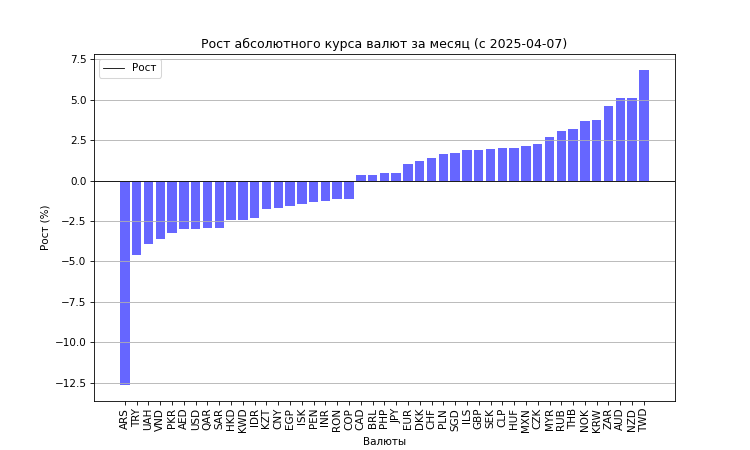 Рост абсолютного курса валют за месяц (с 2025-04-07)
Рост
7.5
5.0
2.5
0.0
−2.5
−5.0
−7.5
−10.0
−12.5
Рост (%)
ARS TRY UAH VND PKR AED USD QAR SAR HKD KWD IDR KZT CNY EGP ISK PEN INR RON COP CAD BRL PHP JPY EUR DKK CHF PLN SGD ILS GBP SEK CLP HUF MXN CZK MYR RUB THB NOK KRW ZAR AUD NZD TWD
Валюты